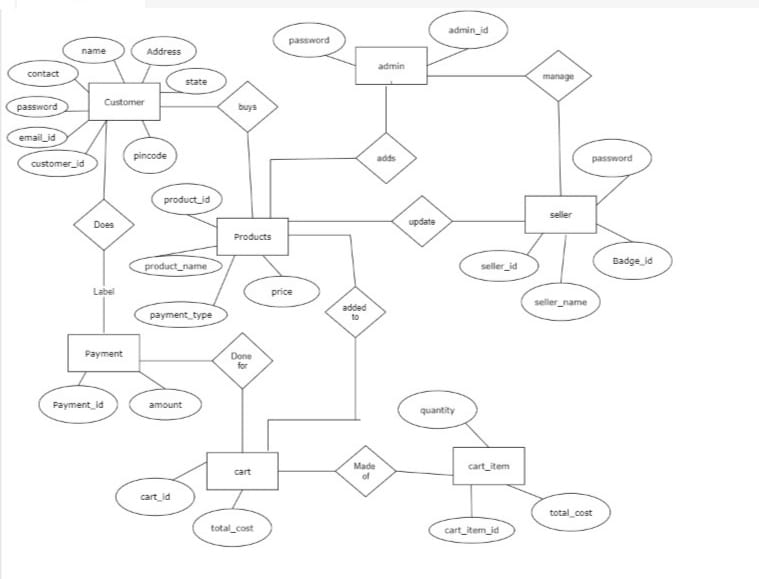 admin_id
password
name
Address
admin
contact
state
manage
Customer
password
buys
email_id
customer_id
pincode
adds
password
product_id
seller
Does
update
Products
product_name
seller_id
Badge_id
Label
price
seller_name
payment_type
added
to
Payment
Done
for
Payment_id
amount
quantity
cart
Made
of
cart_item
cart_id
total_cost
total_cost
cart_item_id